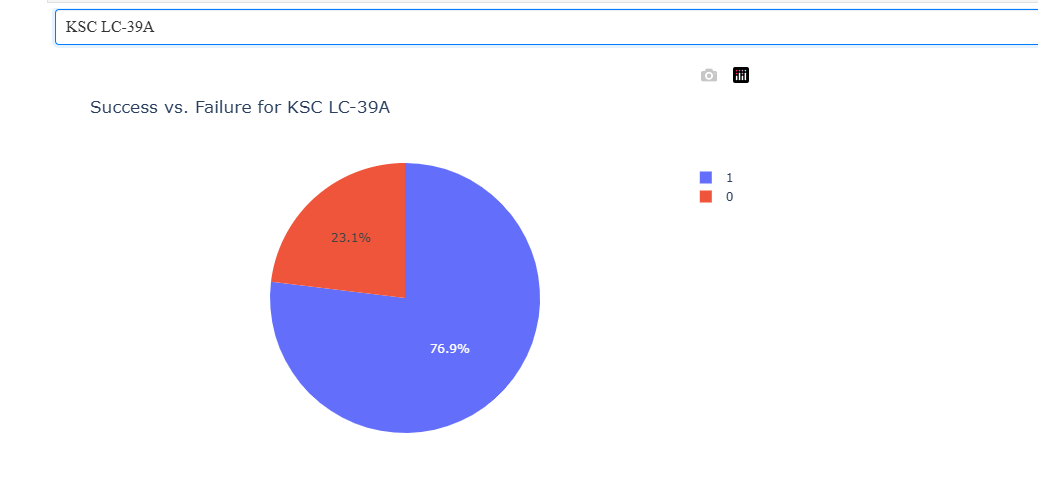 KSC LC-39A
Success vs. Failure for KSC LC-39A
1
0
23.1%
76.9%